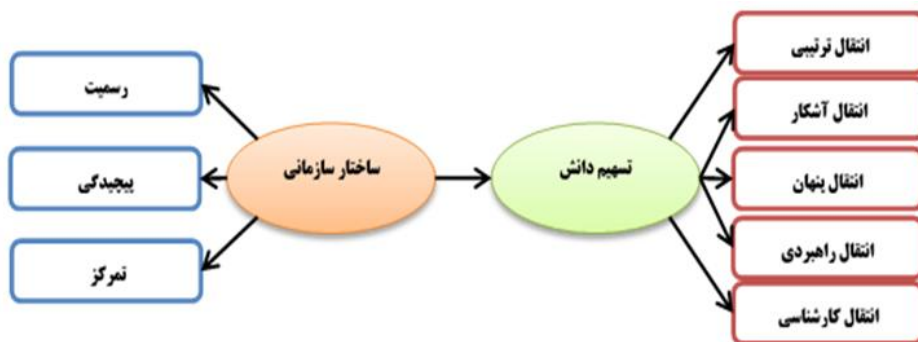 انتقال ترتیبی
انتقال آشکار
انتقال پنهان
انتقال راهبردی
انتقال کارشناسی
تسهیم دانش
ساختار سازمانی
رسمیت
پیچیدگی
تمرکز